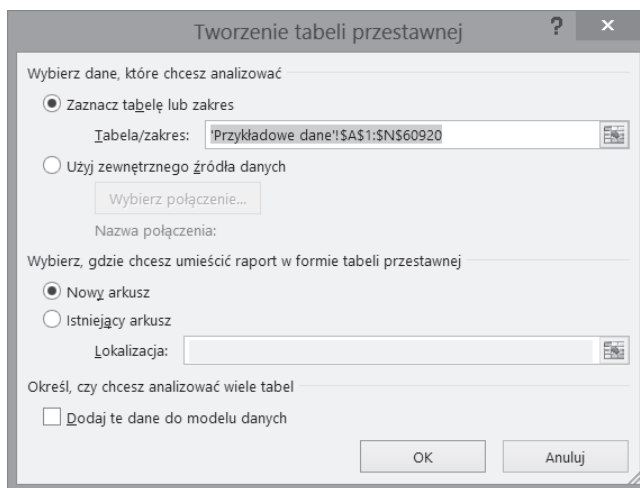 Tworzenie tabeli przestawnej
? ×
Wybierz dane, które chcesz analizować
Zaznacz tabelę lub zakres
Tabela/zakres: 'Przykładowe dane'!$A$1:$N$60920
Użyj zewnętrznego źródła danych
Wybierz połączenie...
Nazwa połączenia:
Wybierz, gdzie chcesz umieścić raport w formie tabeli przestawnej
Nowy arkusz
Istniejący arkusz
Lokalizacja:
Określ, czy chcesz analizować wiele tabel
Dodaj te dane do modelu danych
OK Anuluj